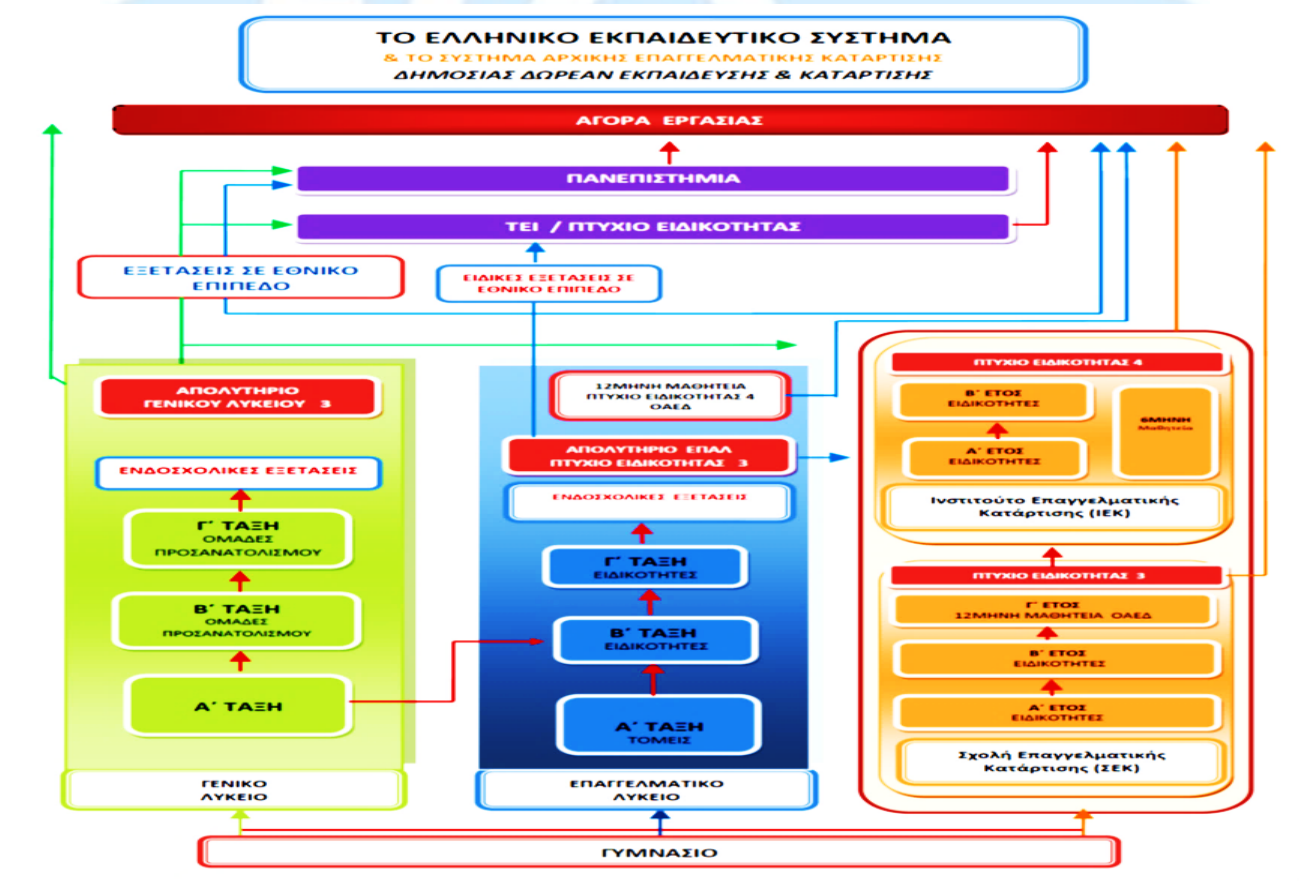 ΤΟ ΕΛΛΗΝΙΚΟ ΕΚΠΑΙΔΕΥΤΙΚΟ ΣΥΣΤΗΜΑ
& ΤΟ ΣΥΣΤΗΜΑ ΑΡΧΙΚΗΣ ΕΠΑΓΓΕΛΜΑΤΙΚΗΣ ΚΑΤΑΡΤΙΣΗΣ
ΔΗΜΟΣΙΑΣ ΔΩΡΕΑΝ ΕΚΠΑΙΔΕΥΣΗΣ & ΚΑΤΑΡΤΙΣΗΣ
ΑΓΟΡΑ ΕΡΓΑΣΙΑΣ
ΠΑΝΕΠΙΣΤΗΜΙΑ
ΤΕΙ / ΠΤΥΧΙΟ ΕΙΔΙΚΟΤΗΤΑΣ
ΕΞΕΤΑΣΕΙΣ ΣΕ ΕΘΝΙΚΟ
ΕΠΙΠΕΔΟ
ΕΙΔΙΚΕΣ ΕΞΕΤΑΣΕΙΣ ΣΕ
ΕΘΝΙΚΟ ΕΠΙΠΕΔΟ
ΑΠΟΛΥΤΗΡΙΟ
ΓΕΝΙΚΟΥ ΛΥΚΕΙΟΥ 3
ΕΝΔΟΣΧΟΛΙΚΕΣ ΕΞΕΤΑΣΕΙΣ
Γ΄ ΤΑΞΗ
ΟΜΑΔΕΣ
ΠΡΟΣΑΝΑΤΟΛΙΣΜΟΥ
Β΄ ΤΑΞΗ
ΟΜΑΔΕΣ
ΠΡΟΣΑΝΑΤΟΛΙΣΜΟΥ
Α΄ ΤΑΞΗ
ΓΕΝΙΚΟ
ΛΥΚΕΙΟ
12ΜΗΝΗ ΜΑΘΗΤΕΙΑ
ΠΤΥΧΙΟ ΕΙΔΙΚΟΤΗΤΑΣ 4
ΟΑΕΔ
ΑΠΟΛΥΤΗΡΙΟ ΕΠΑΛ
ΠΤΥΧΙΟ ΕΙΔΙΚΟΤΗΤΑΣ 3
ΕΝΔΟΣΧΟΛΙΚΕΣ ΕΞΕΤΑΣΕΙΣ
Γ΄ ΤΑΞΗ
ΕΙΔΙΚΟΤΗΤΕΣ
Β΄ ΤΑΞΗ
ΕΙΔΙΚΟΤΗΤΕΣ
Α΄ ΤΑΞΗ
ΤΟΜΕΙΣ
ΕΠΑΓΓΕΛΜΑΤΙΚΟ
ΛΥΚΕΙΟ
ΠΤΥΧΙΟ ΕΙΔΙΚΟΤΗΤΑΣ 4
Β΄ ΕΤΟΣ
ΕΙΔΙΚΟΤΗΤΕΣ
6ΜΗΝΗ
Μαθητεία
Α΄ ΕΤΟΣ
ΕΙΔΙΚΟΤΗΤΕΣ
Ινστιτούτο Επαγγελματικής
Κατάρτισης (ΙΕΚ)
ΠΤΥΧΙΟ ΕΙΔΙΚΟΤΗΤΑΣ 3
Γ΄ ΕΤΟΣ
12ΜΗΝΗ ΜΑΘΗΤΕΙΑ ΟΑΕΔ
Β΄ ΕΤΟΣ
ΕΙΔΙΚΟΤΗΤΕΣ
Α΄ ΕΤΟΣ
ΕΙΔΙΚΟΤΗΤΕΣ
Σχολή Επαγγελματικής
Κατάρτισης (ΣΕΚ)
ΓΥΜΝΑΣΙΟ